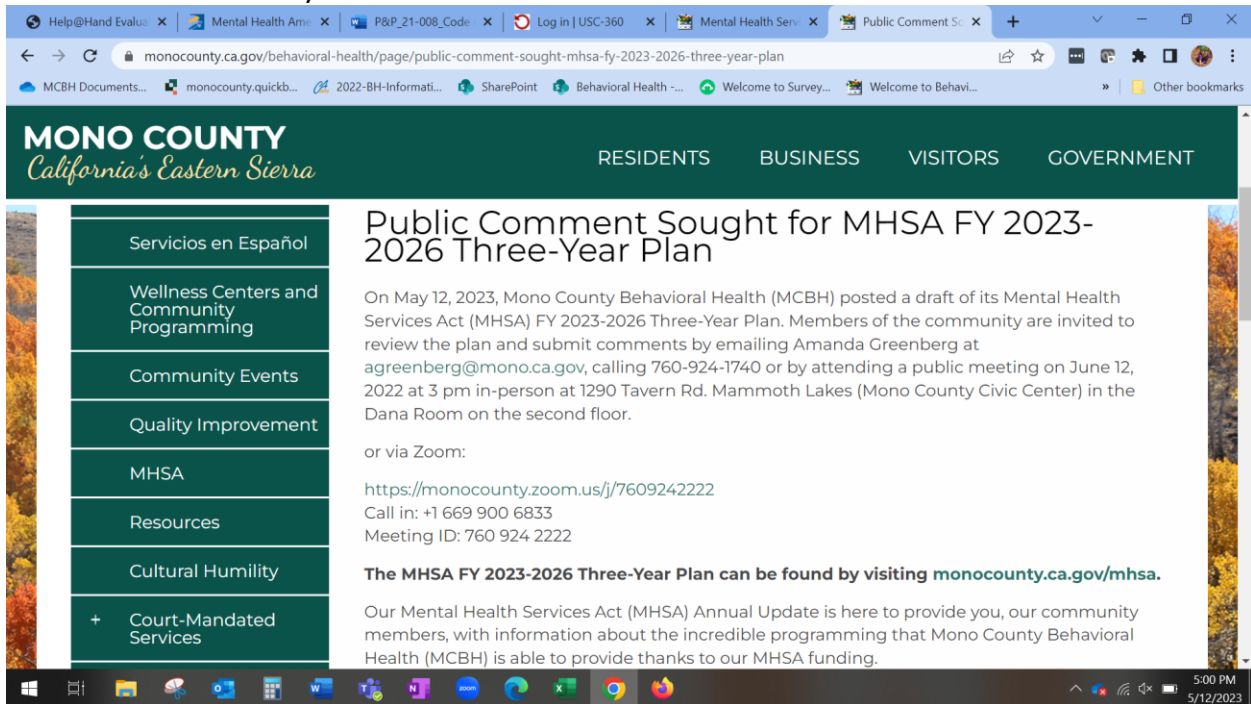 Help@Hand Evalua
Mental Health Ame
P&P_21-008_Code
Log in | USC-360
Mental Health Serv
Public Comment So
monocounty.ca.gov/behavioral-health/page/public-comment-sought-mhsa-fy-2023-2026-three-year-plan
MCBH Documents...
monocounty.quickb...
2022-BH-Informati...
SharePoint
Behavioral Health -...
Welcome to Survey...
Welcome to Behavi...
»
Other bookmarks
MONO COUNTY
California's Eastern Sierra
RESIDENTS BUSINESS VISITORS GOVERNMENT
Servicios en Español
Wellness Centers and
Community
Programming
Community Events
Quality Improvement
MHSA
Resources
Cultural Humility
+ Court-Mandated
Services
Public Comment Sought for MHSA FY 2023-
2026 Three-Year Plan
On May 12, 2023, Mono County Behavioral Health (MCBH) posted a draft of its Mental Health
Services Act (MHSA) FY 2023-2026 Three-Year Plan. Members of the community are invited to
review the plan and submit comments by emailing Amanda Greenberg at
agreenberg@mono.ca.gov, calling 760-924-1740 or by attending a public meeting on June 12,
2022 at 3 pm in-person at 1290 Tavern Rd. Mammoth Lakes (Mono County Civic Center) in the
Dana Room on the second floor.
or via Zoom:
https://monocounty.zoom.us/j/7609242222
Call in: +1 669 900 6833
Meeting ID: 760 924 2222
The MHSA FY 2023-2026 Three-Year Plan can be found by visiting monocounty.ca.gov/mhsa.
Our Mental Health Services Act (MHSA) Annual Update is here to provide you, our community
members, with information about the incredible programming that Mono County Behavioral
Health (MCBH) is able to provide thanks to our MHSA funding.
zoom
5:00 PM
5/12/2023